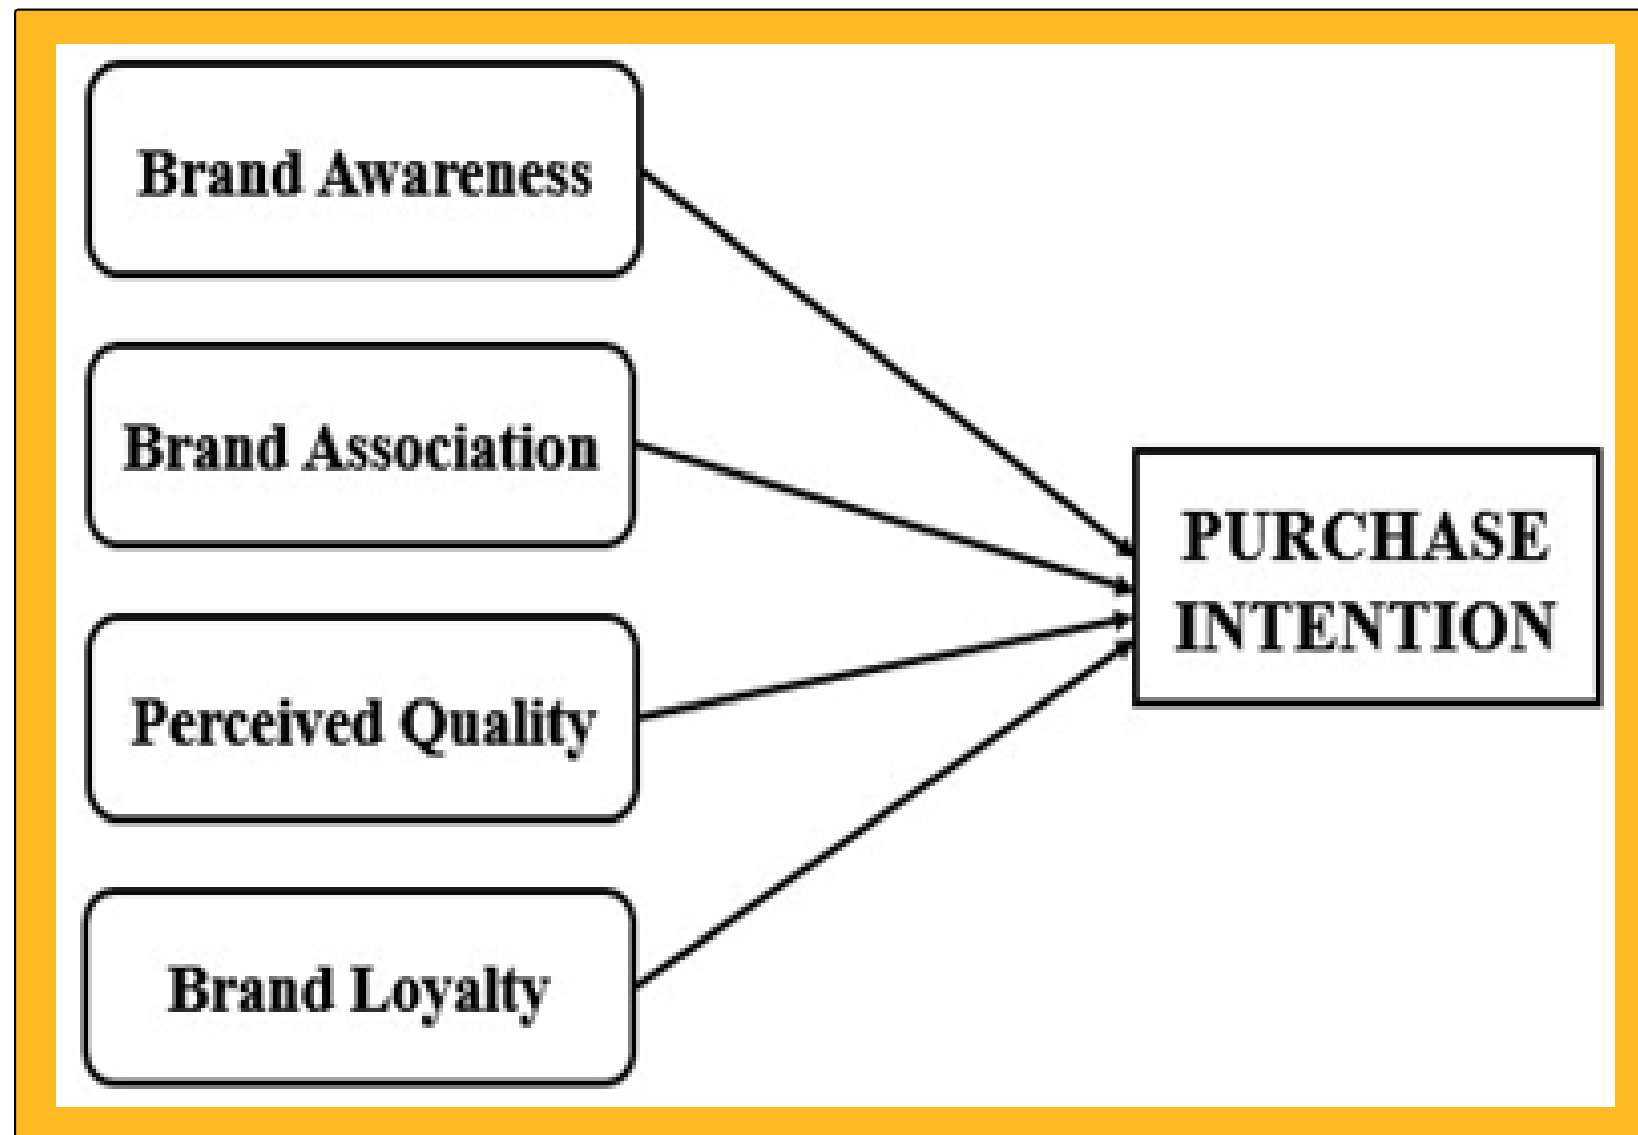 Brand Awareness
Brand Association
Perceived Quality
Brand Loyalty
PURCHASE
INTENTION